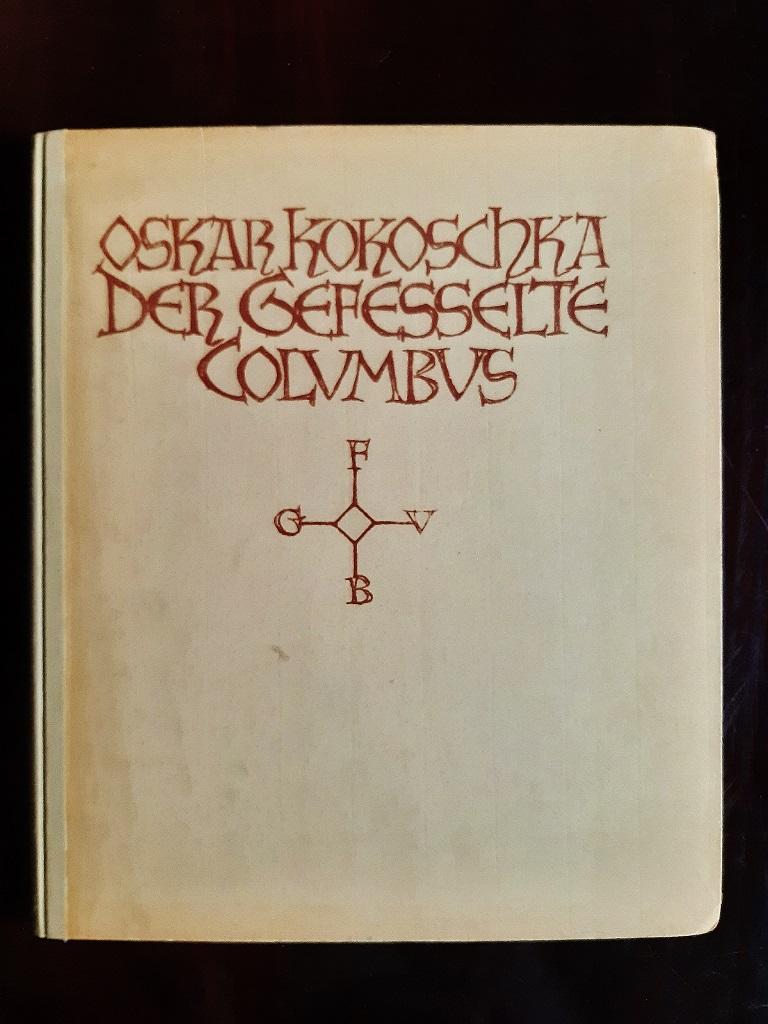 OSKAR KOKOSCHKA
DER GEFESSELTE
COLVMBVS
F
G V
B